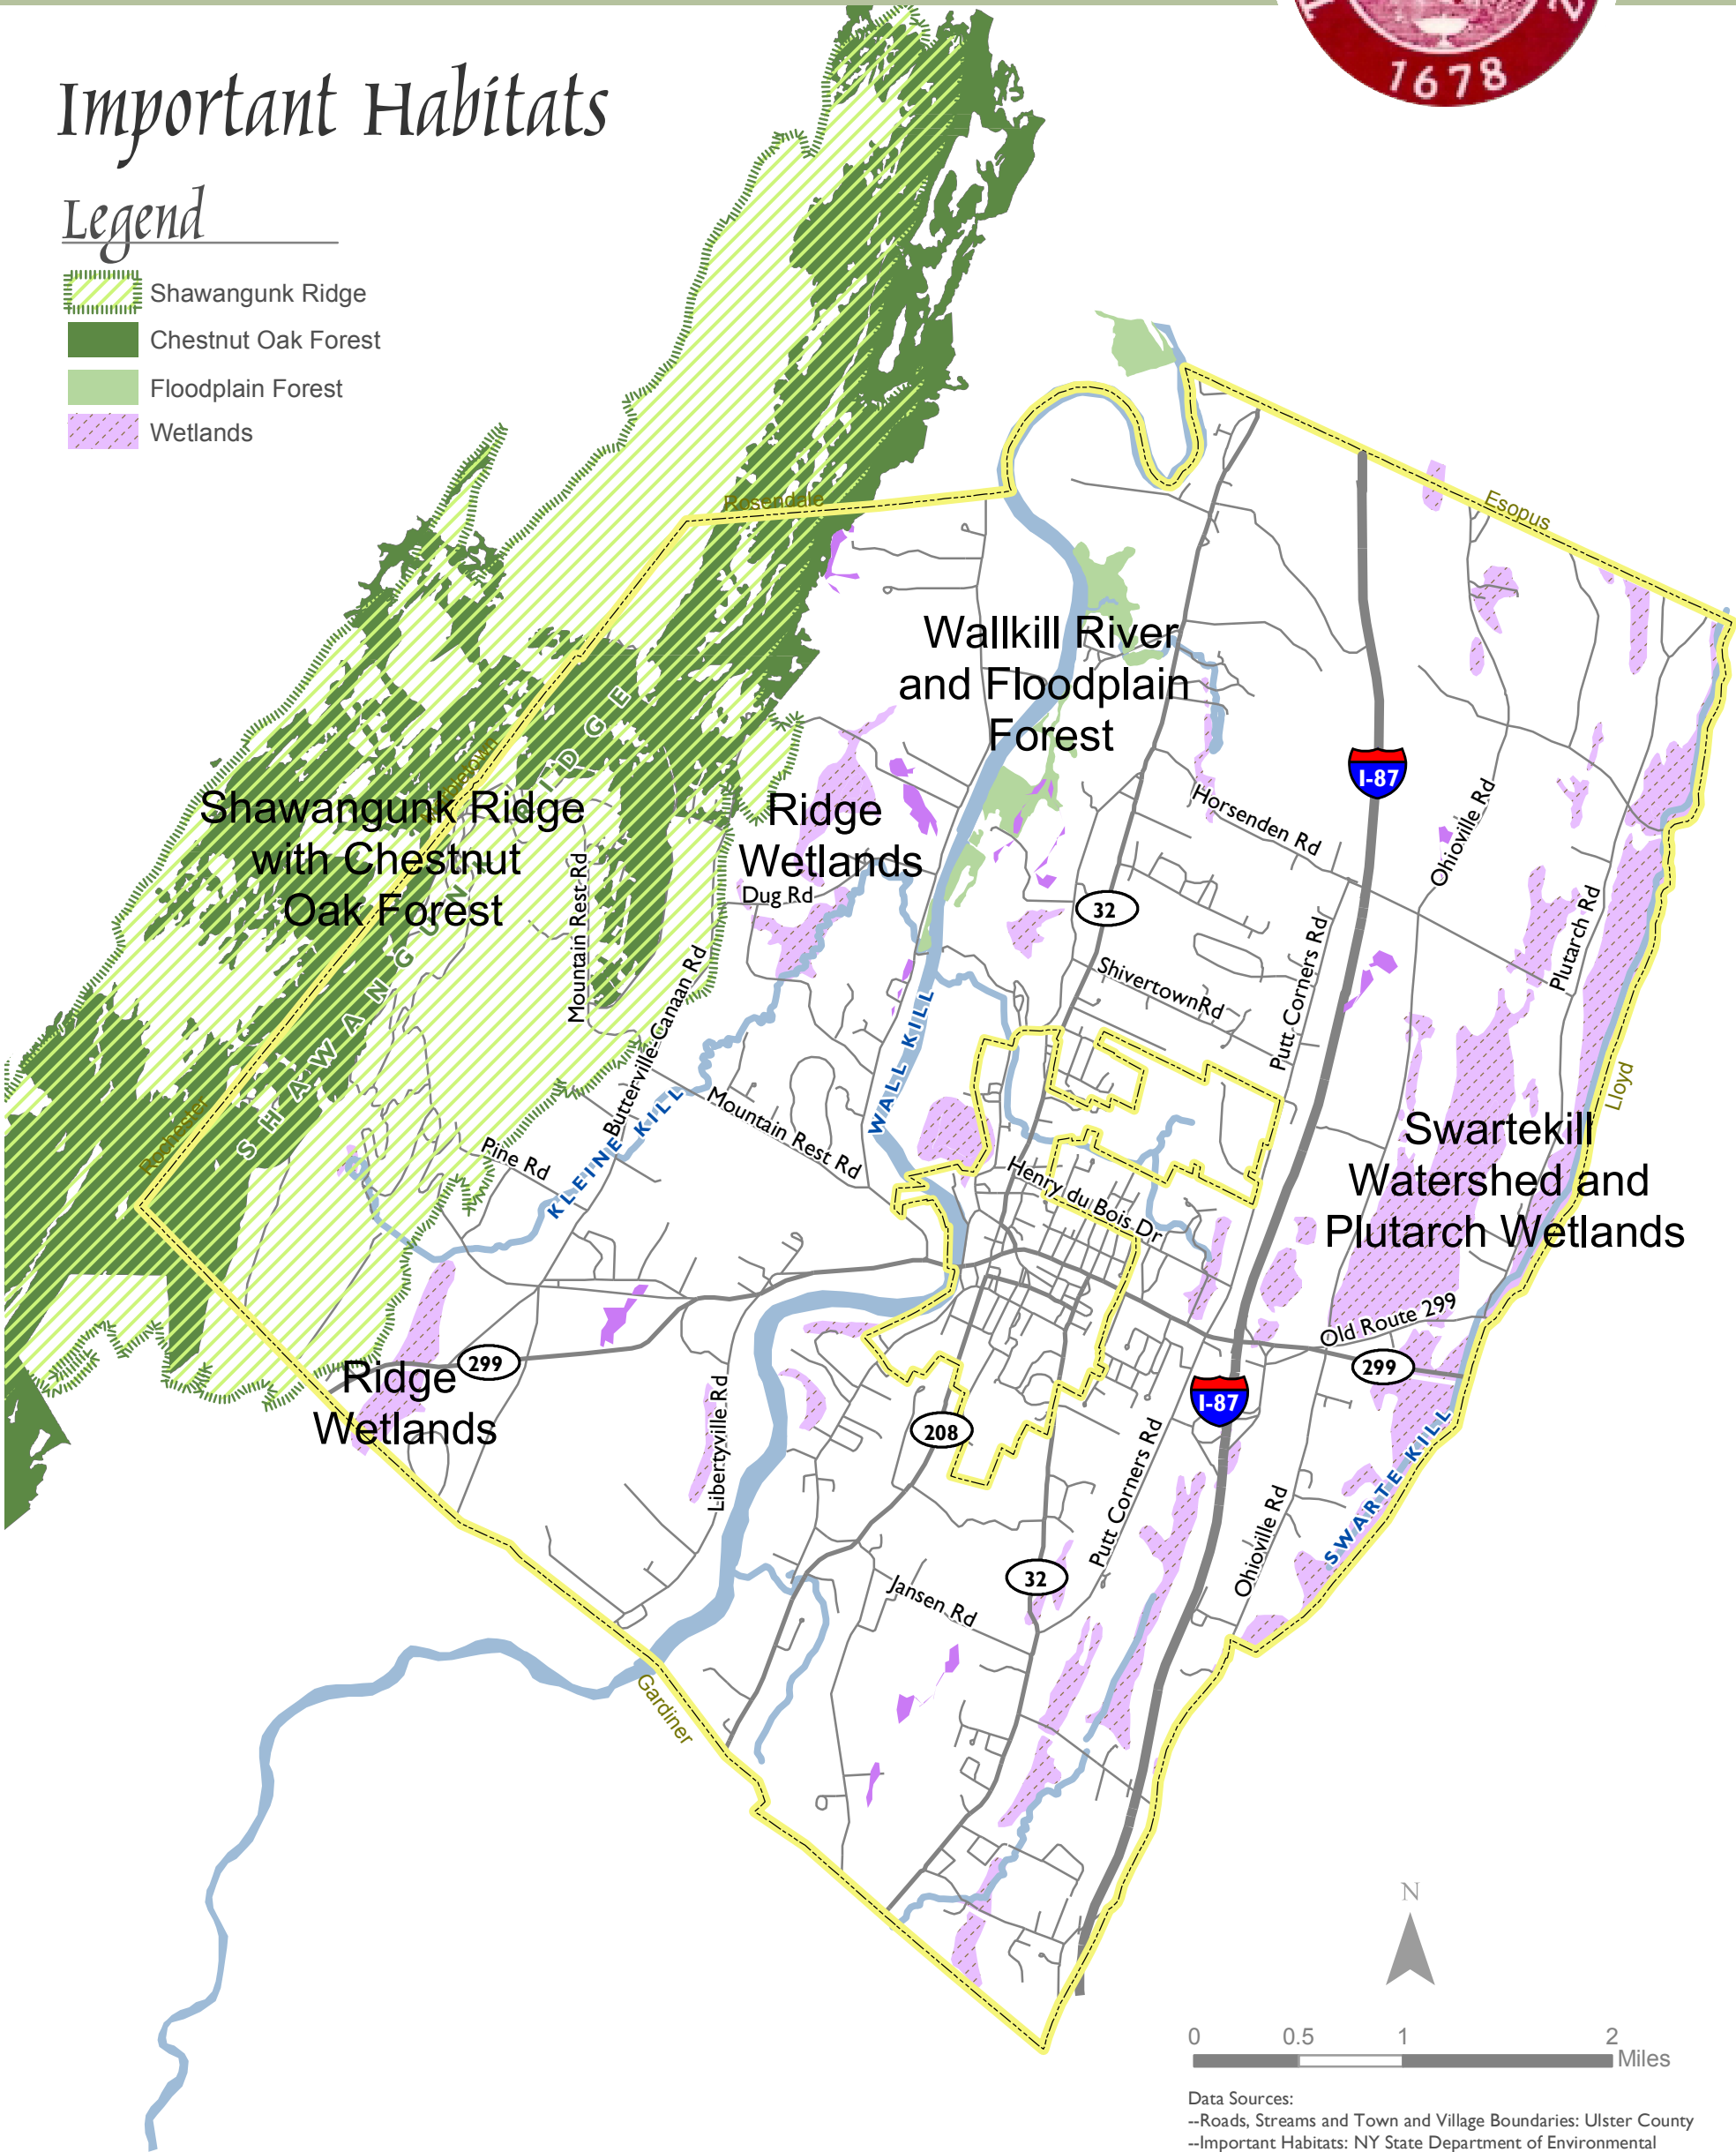 1678
Important Habitats
Legend
Shawangunk Ridge
Chestnut Oak Forest
Floodplain Forest
Wetlands
Rosendale
Esopus
Wallkill River
and Floodplain
Forest
SHAWANGUNK RIDGE
Shawangunk Ridge
with Chestnut
Oak Forest
Ridge
Wetlands
Dug Rd
I-87
Horsenden Rd
Ohioville Rd
Mountain Rest Rd
32
Plutarch Rd
Shivertown Rd
Putt Corners Rd
Butterville-Canaan Rd
WALL KILL
Lloyd
Rochester
Pine Rd
KLEINE KILL
Mountain Rest Rd
Henry du Bois Dr
Swartekill
Watershed and
Plutarch Wetlands
Old Route 299
299
299
Ridge
Wetlands
I-87
208
Libertyville Rd
Putt Corners Rd
SWARTE KILL
Ohioville Rd
32
Jansen Rd
Gardiner
N
0 0.5 1 2
Miles
Data Sources:
--Roads, Streams and Town and Village Boundaries: Ulster County
--Important Habitats: NY State Department of Environmental